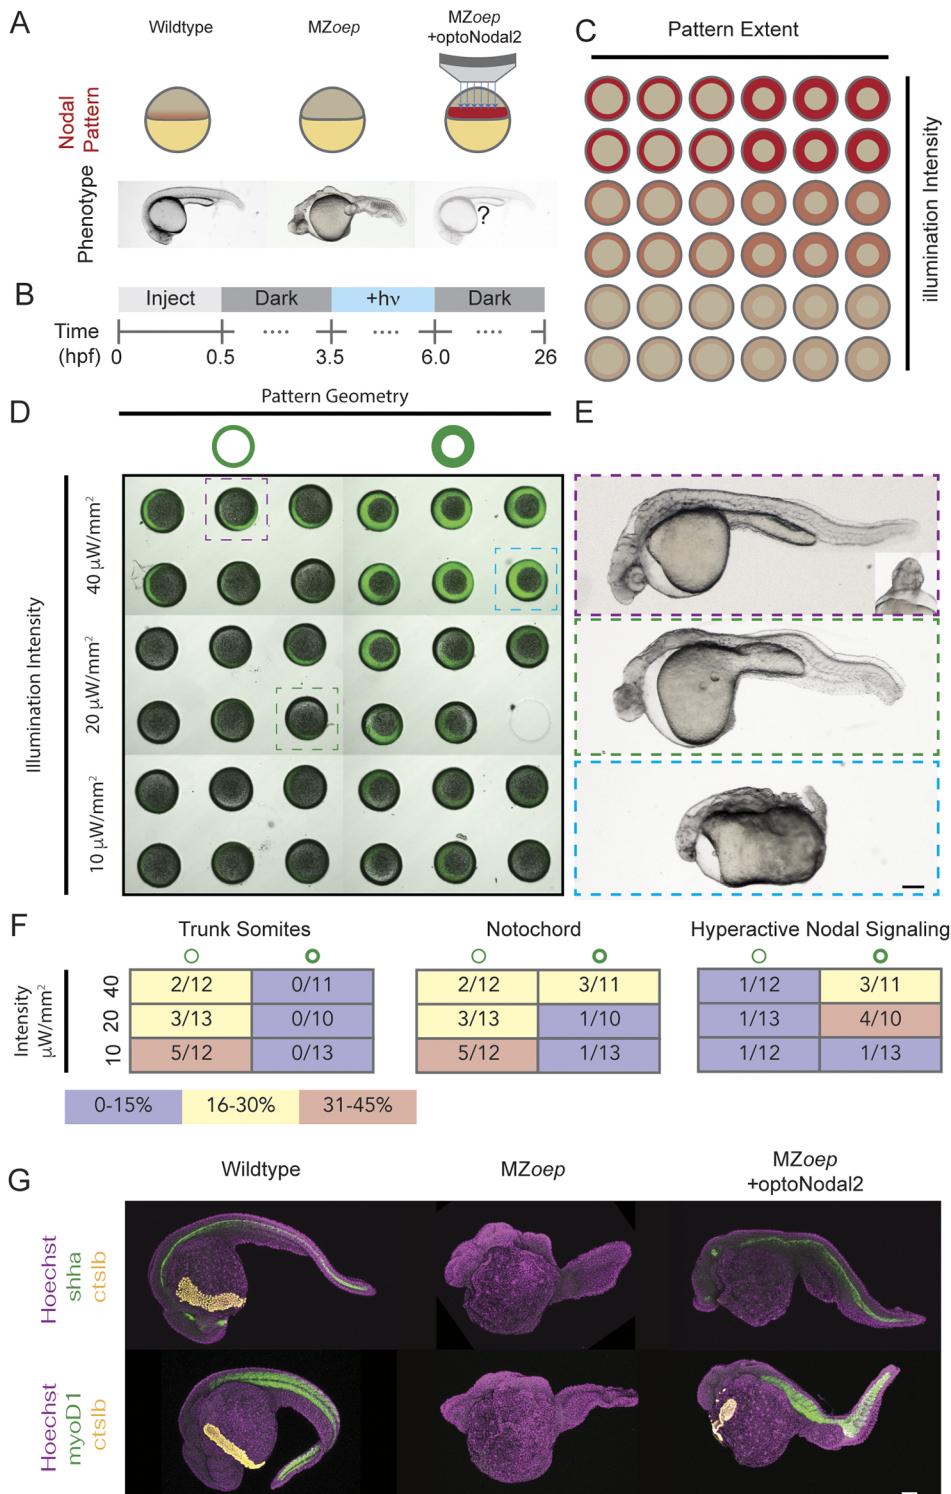 A
Wildtype
MZoep
MZoep
+optoNodal2
Nodal
Pattern
Phenotype
?
B
Inject
Dark
+hν
Dark
Time
(hpf)
0
0.5
3.5
6.0
26
C
Pattern Extent
illumination Intensity
D
Pattern Geometry
Illumination Intensity
40 µW/mm²
20 µW/mm²
10 µW/mm²
E
F
Trunk Somites
Notochord
Hyperactive Nodal Signaling
Intensity
µW/mm²
40
2/12
0/11
2/12
3/11
1/12
3/11
20
3/13
0/10
3/13
1/10
1/13
4/10
10
5/12
0/13
5/12
1/13
1/12
1/13
0-15%
16-30%
31-45%
G
Wildtype
MZoep
MZoep
+optoNodal2
Hoechst
shha
ctslb
Hoechst
myoD1
ctslb